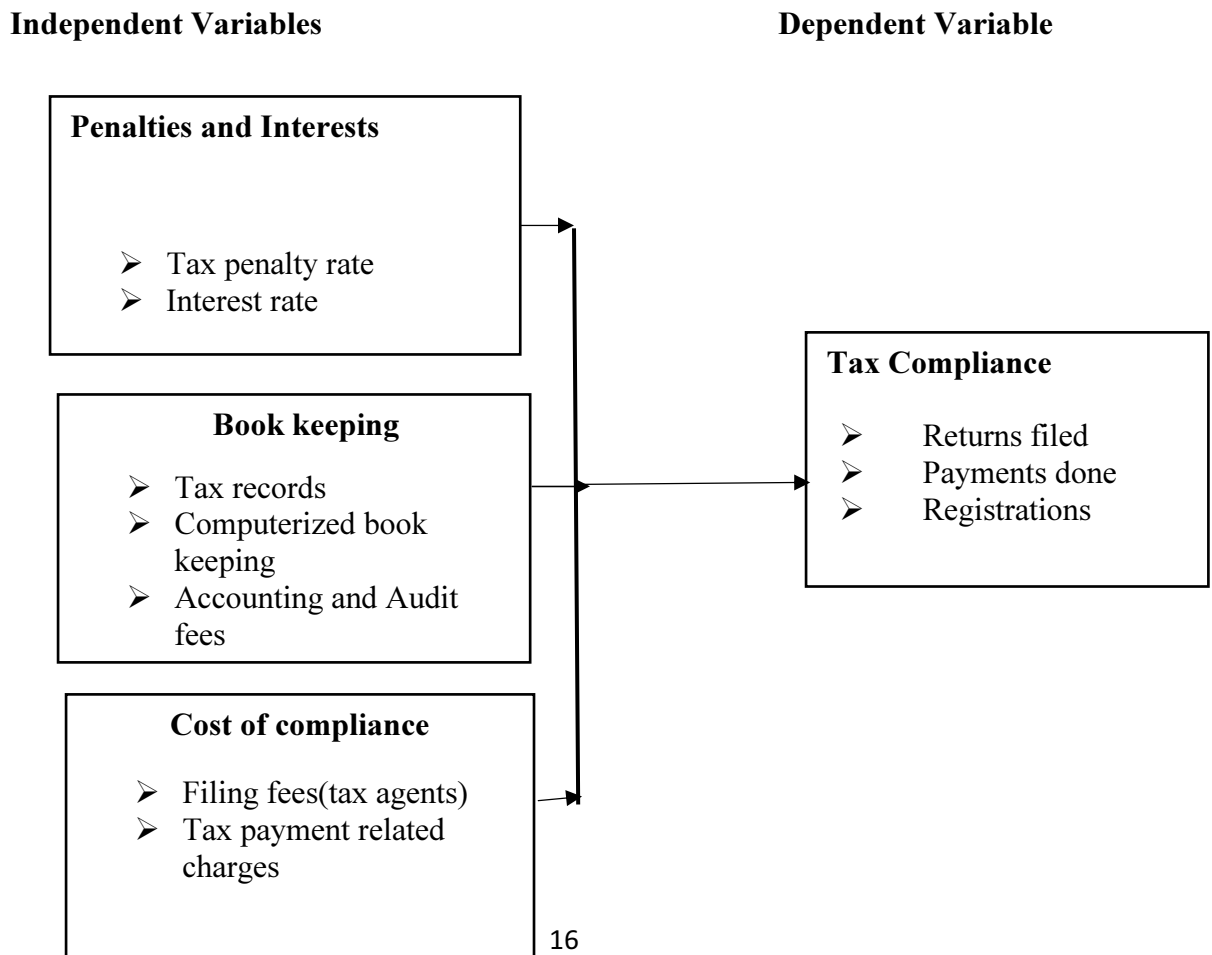 Independent Variables
Dependent Variable
Penalties and Interests
➢ Tax penalty rate
➢ Interest rate
Book keeping
➢ Tax records
➢ Computerized book
keeping
➢ Accounting and Audit
fees
Cost of compliance
➢ Filing fees(tax agents)
➢ Tax payment related
charges
Tax Compliance
➢ Returns filed
➢ Payments done
➢ Registrations
16